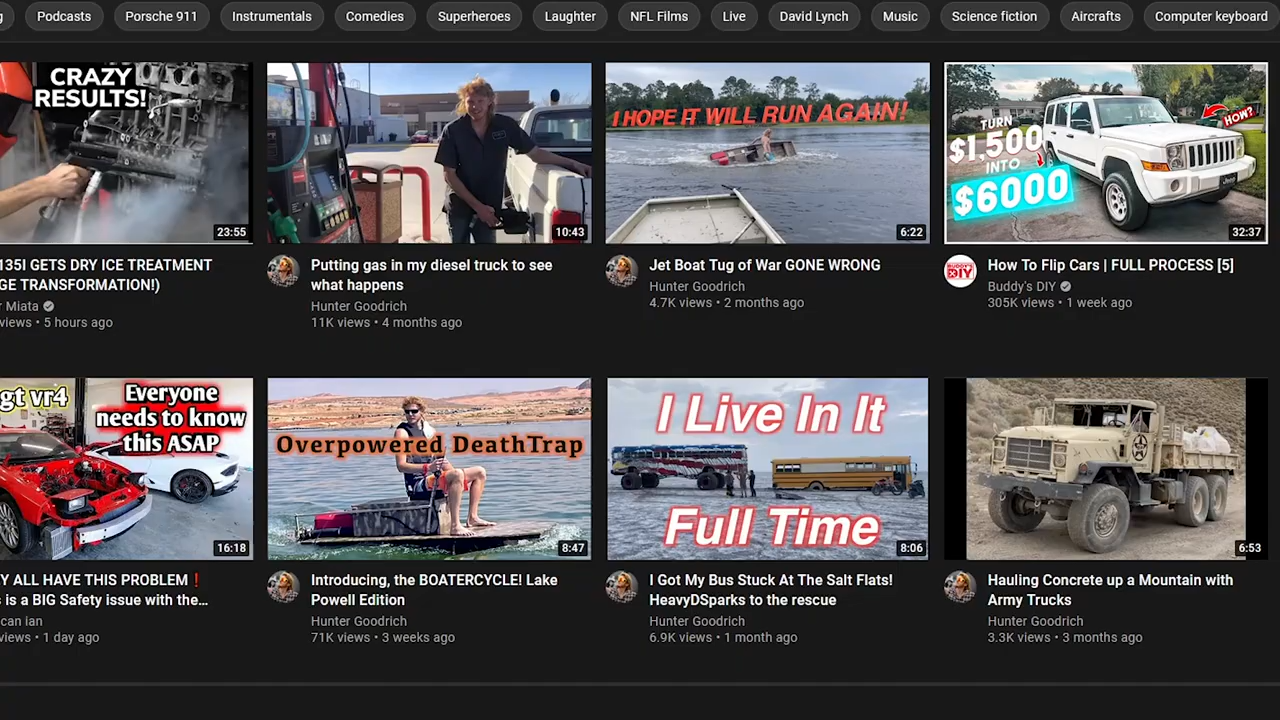 Podcasts
Porsche 911
Instrumentals
Comedies
Superheroes
Laughter
NFL Films
Live
David Lynch
Music
Science fiction
Aircrafts
Computer keyboard
CRAZY
RESULTS!
23:55
10:43
I HOPE IT WILL RUN AGAIN!
6:22
TURN
$1,500
INTO
$6000
HOW?
Jeep
32:37
135I GETS DRY ICE TREATMENT
GE TRANSFORMATION!)
r Miata
views • 5 hours ago
Putting gas in my diesel truck to see
what happens
Hunter Goodrich
11K views • 4 months ago
Jet Boat Tug of War GONE WRONG
Hunter Goodrich
4.7K views • 2 months ago
BUDDY'S
DIY
How To Flip Cars | FULL PROCESS [5]
Buddy's DIY
305K views • 1 week ago
gt vr4
Everyone
needs to know
this ASAP
16:18
Overpowered DeathTrap
8:47
I Live In It
Full Time
8:06
6:53
Y ALL HAVE THIS PROBLEM❗
s is a BIG Safety issue with the...
can ian
views • 1 day ago
Introducing, the BOATERCYCLE! Lake
Powell Edition
Hunter Goodrich
71K views • 3 weeks ago
I Got My Bus Stuck At The Salt Flats!
HeavyDSparks to the rescue
Hunter Goodrich
6.9K views • 1 month ago
Hauling Concrete up a Mountain with
Army Trucks
Hunter Goodrich
3.3K views • 3 months ago